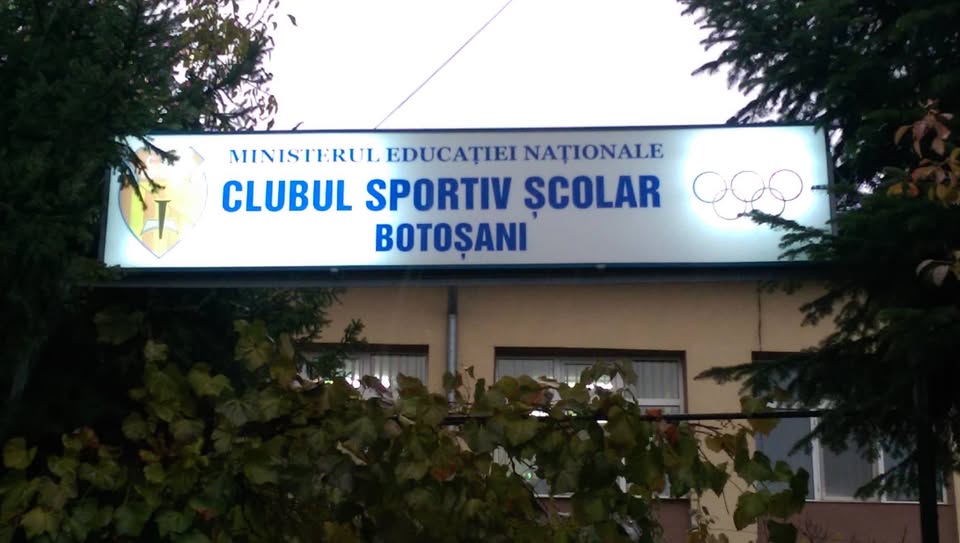 MINISTERUL EDUCAȚIEI NAȚIONALE
CLUBUL SPORTIV ȘCOLAR
BOTOȘANI